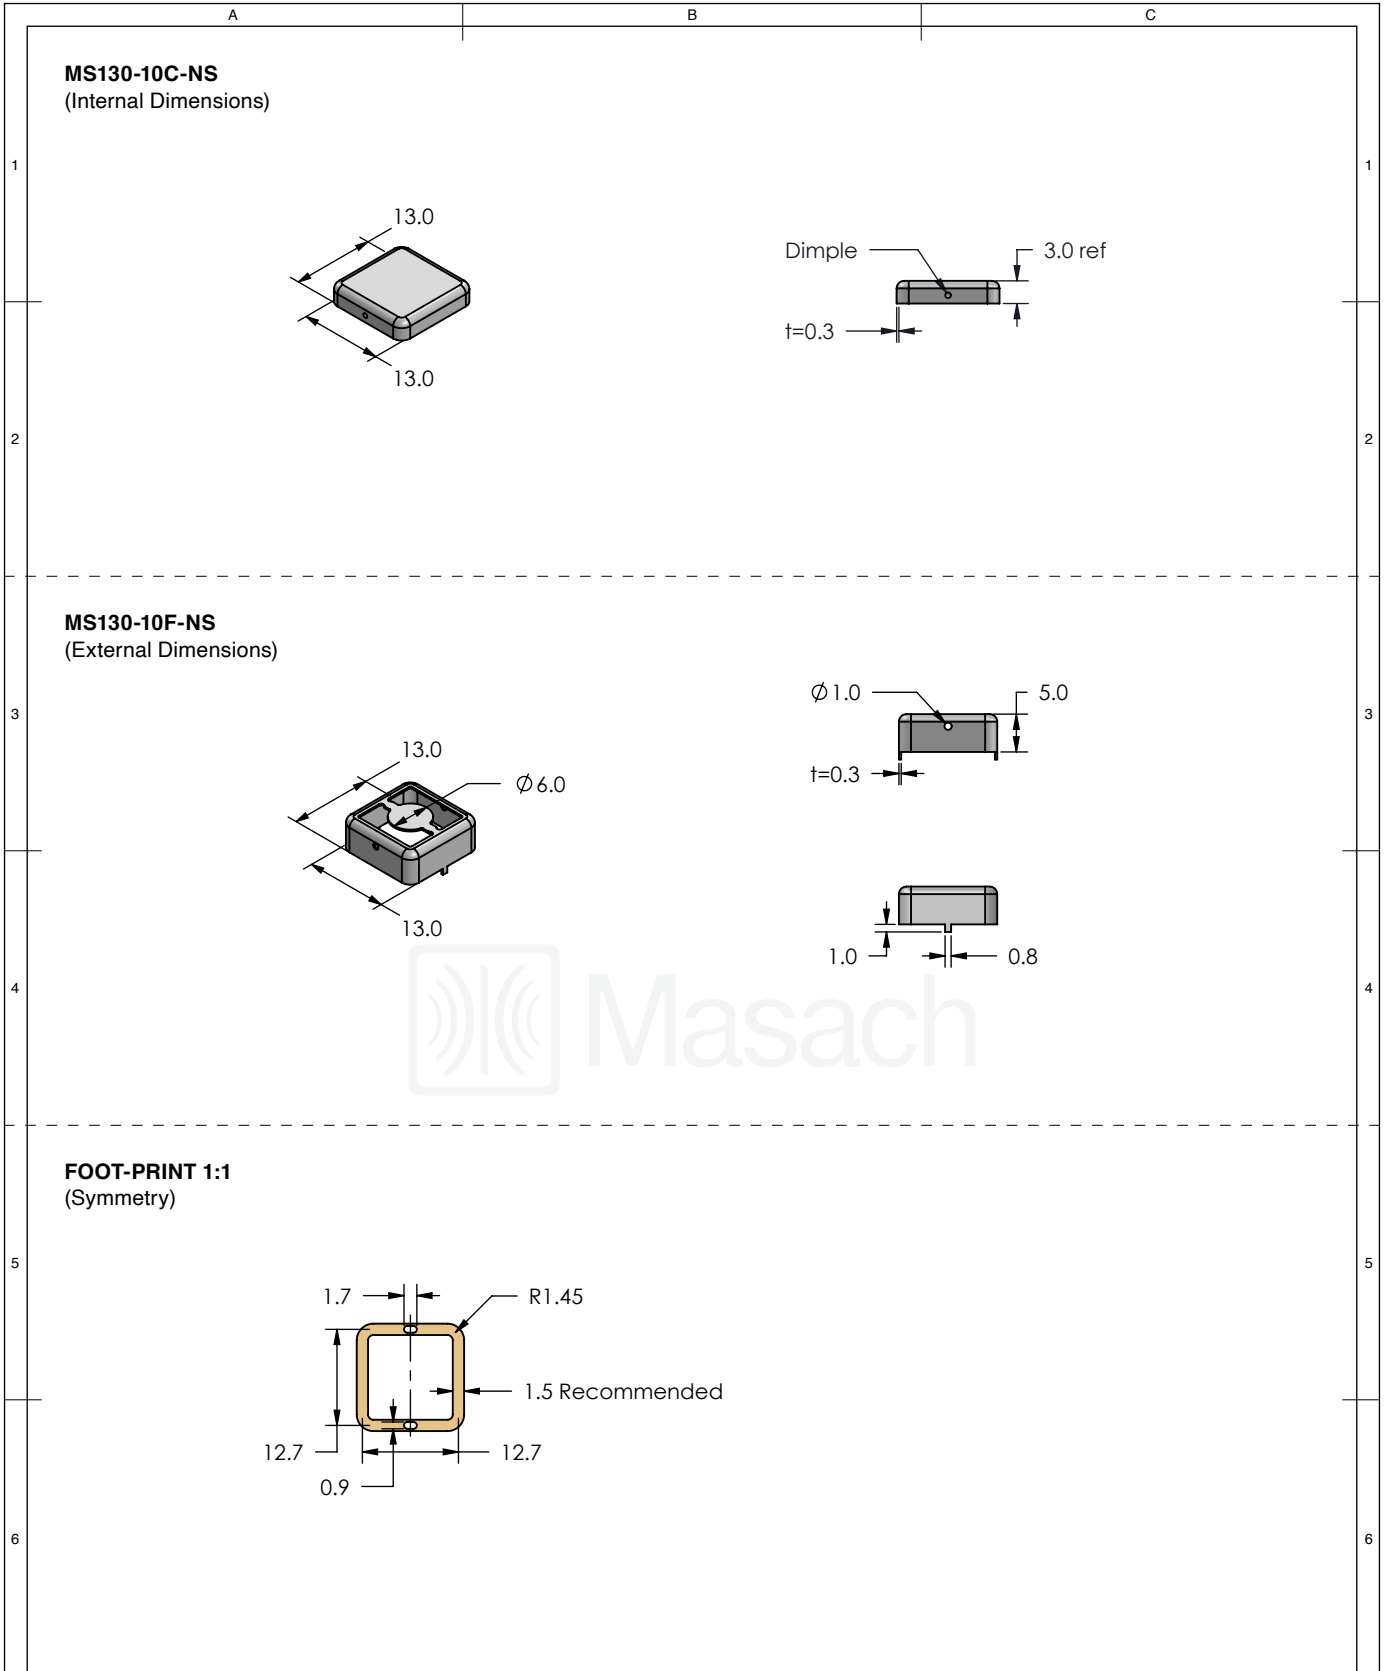 A B C
MS130-10C-NS
(Internal Dimensions)
1 1
13.0
13.0
Dimple
3.0 ref
t=0.3
2 2
MS130-10F-NS
(External Dimensions)
3 3
13.0
Ø6.0
13.0
Ø1.0
5.0
t=0.3
1.0
0.8
Masach
4 4
FOOT-PRINT 1:1
(Symmetry)
5 5
1.7
R1.45
1.5 Recommended
12.7
12.7
0.9
6 6